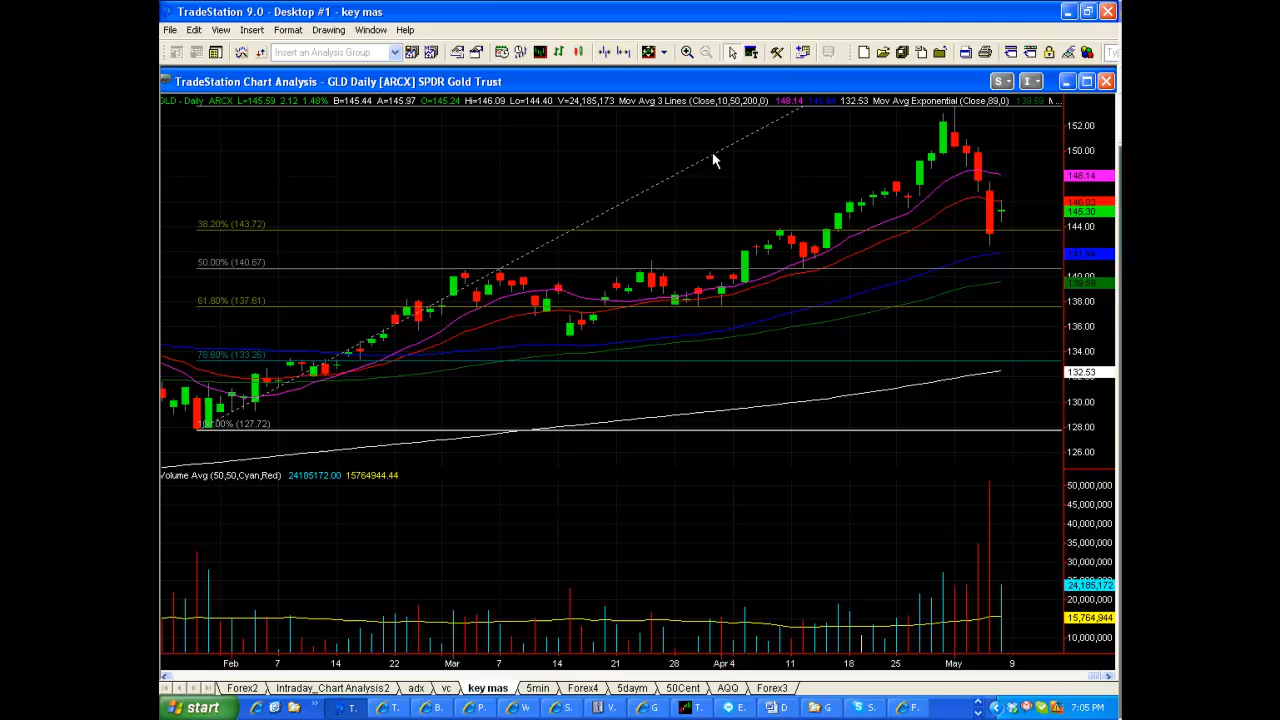 TradeStation 9.0 - Desktop #1 - key mas
File Edit View Insert Format Drawing Window Help
Insert an Analysis Group
TradeStation Chart Analysis - GLD Daily [ARCX] SPDR Gold Trust
S I
GLD - Daily ARCX L=145.59 2.12 1.48% B=145.44 A=145.97 O=145.24 Hi=146.09 Lo=144.40 V=24,185,173 Mov Avg 3 Lines (Close,10,50,200,0) 148.14 132.53 Mov Avg Exponential (Close,89,0) 139.59 M...
152.00
150.00
148.14
146.03
145.30
144.00
38.20% (143.72)
50.00% (140.67)
140.00
139.59
61.80% (137.61)
138.00
136.00
134.00
78.60% (133.26)
132.53
130.00
128.00
126.00
Volume Avg (50,50,Cyan,Red) 24185172.00 15764944.44
50,000,000
45,000,000
40,000,000
35,000,000
30,000,000
24,185,172
20,000,000
15,764,944
10,000,000
Feb 7 14 22 Mar 7 14 21 28 Apr 4 11 18 25 May 9
Forex2 Intraday_ChartAnalysis2 adx vc key mas 5min Forex4 5daym 50Cent AQQ Forex3
start T. T. B. P. W S. V. G T. E. D G S. F. 7:05 PM